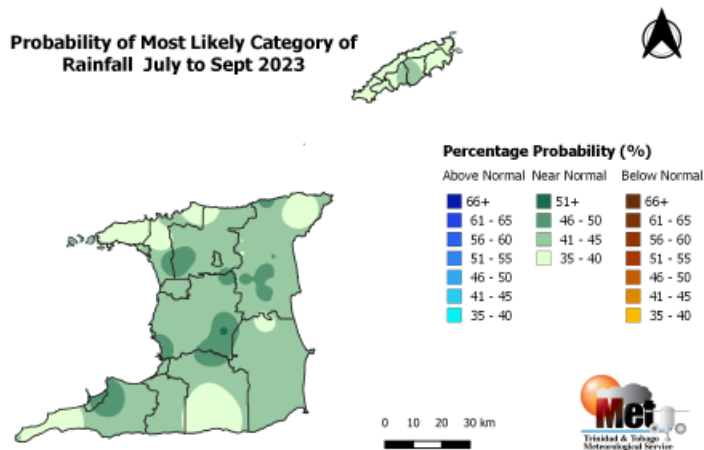 Probability of Most Likely Category of
Rainfall July to Sept 2023
Percentage Probability (%)
Above Normal Near Normal Below Normal
66+ 51+ 66+
61 - 65 46 - 50 61 - 65
56 - 60 41 - 45 56 - 60
51 - 55 35 - 40 51 - 55
46 - 50 46 - 50
41 - 45 41 - 45
35 - 40 35 - 40
0 10 20 30 km
Met
Trinidad & Tobago
Meteorological Service